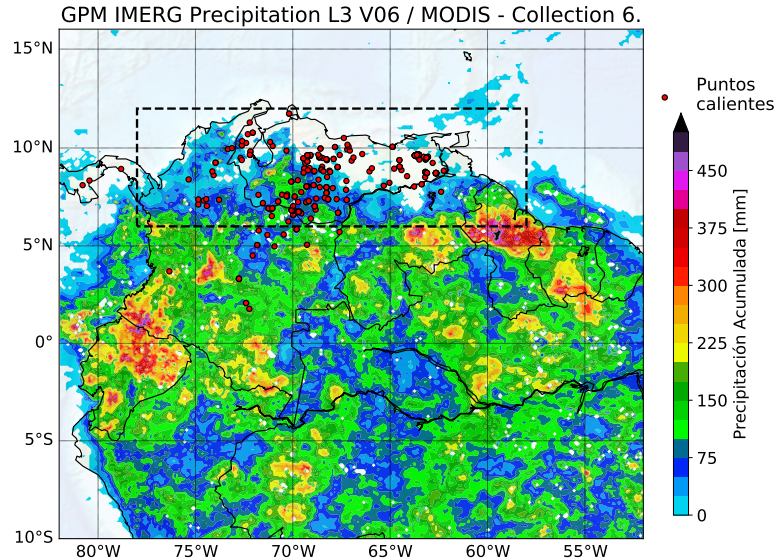 GPM IMERG Precipitation L3 V06 / MODIS - Collection 6.
15°N
10°N
5°N
0°
5°S
10°S
80°W
75°W
70°W
65°W
60°W
55°W
Puntos
calientes
450
375
300
225
150
75
0
Precipitación Acumulada [mm]